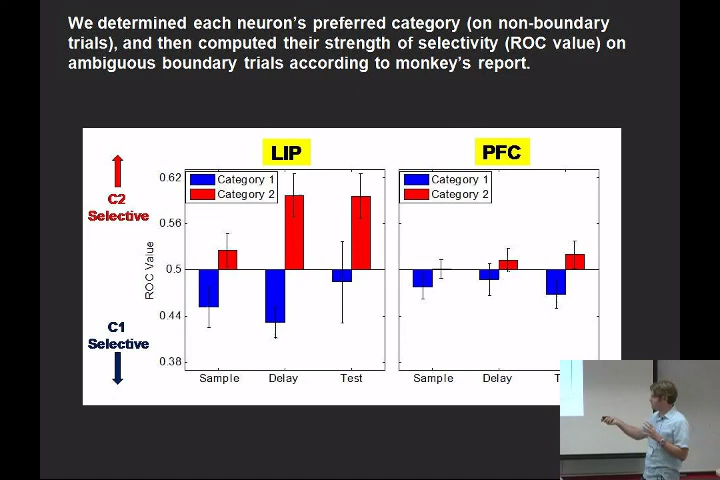 We determined each neuron's preferred category (on non-boundary
trials), and then computed their strength of selectivity (ROC value) on
ambiguous boundary trials according to monkey's report.
LIP
PFC
C2
Selective
C1
Selective
ROC Value
0.62
0.56
0.5
0.44
0.38
Category 1
Category 2
Category 1
Category 2
Sample
Delay
Test
Sample
Delay
T